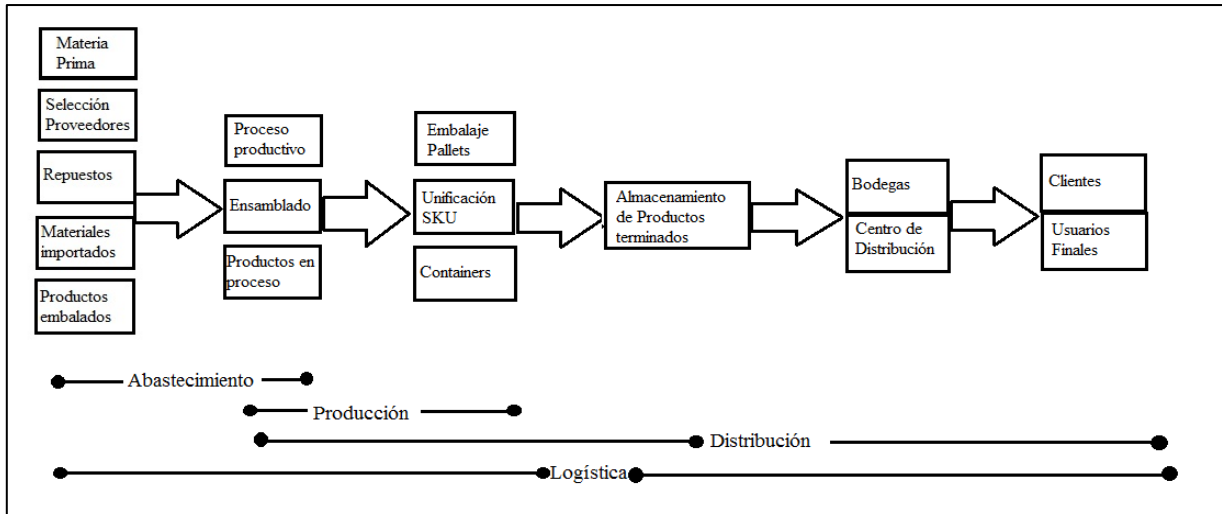 Materia
Prima
Selección
Proveedores
Repuestos
Materiales
importados
Productos
embalados
Proceso
productivo
Ensamblado
Productos en
proceso
Embalaje
Pallets
Unificación
SKU
Containers
Almacenamiento
de Productos
terminados
Bodegas
Centro de
Distribución
Clientes
Usuarios
Finales
Abastecimiento
Producción
Distribución
Logística